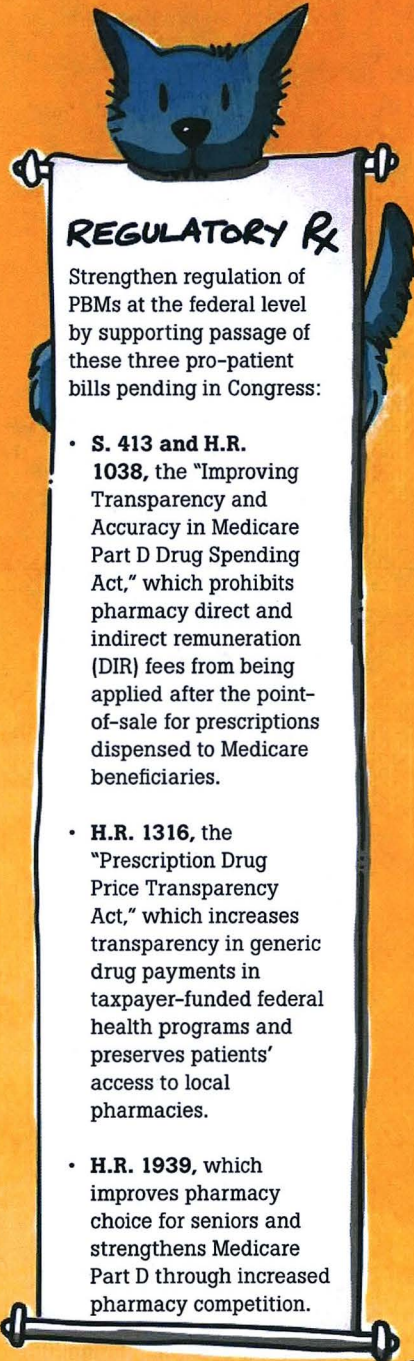 REGULATORY Rx
Strengthen regulation of
PBMs at the federal level
by supporting passage of
these three pro-patient
bills pending in Congress:
• S. 413 and H.R.
1038, the "Improving
Transparency and
Accuracy in Medicare
Part D Drug Spending
Act," which prohibits
pharmacy direct and
indirect remuneration
(DIR) fees from being
applied after the point-
of-sale for prescriptions
dispensed to Medicare
beneficiaries.
• H.R. 1316, the
"Prescription Drug
Price Transparency
Act," which increases
transparency in generic
drug payments in
taxpayer-funded federal
health programs and
preserves patients'
access to local
pharmacies.
• H.R. 1939, which
improves pharmacy
choice for seniors and
strengthens Medicare
Part D through increased
pharmacy competition.